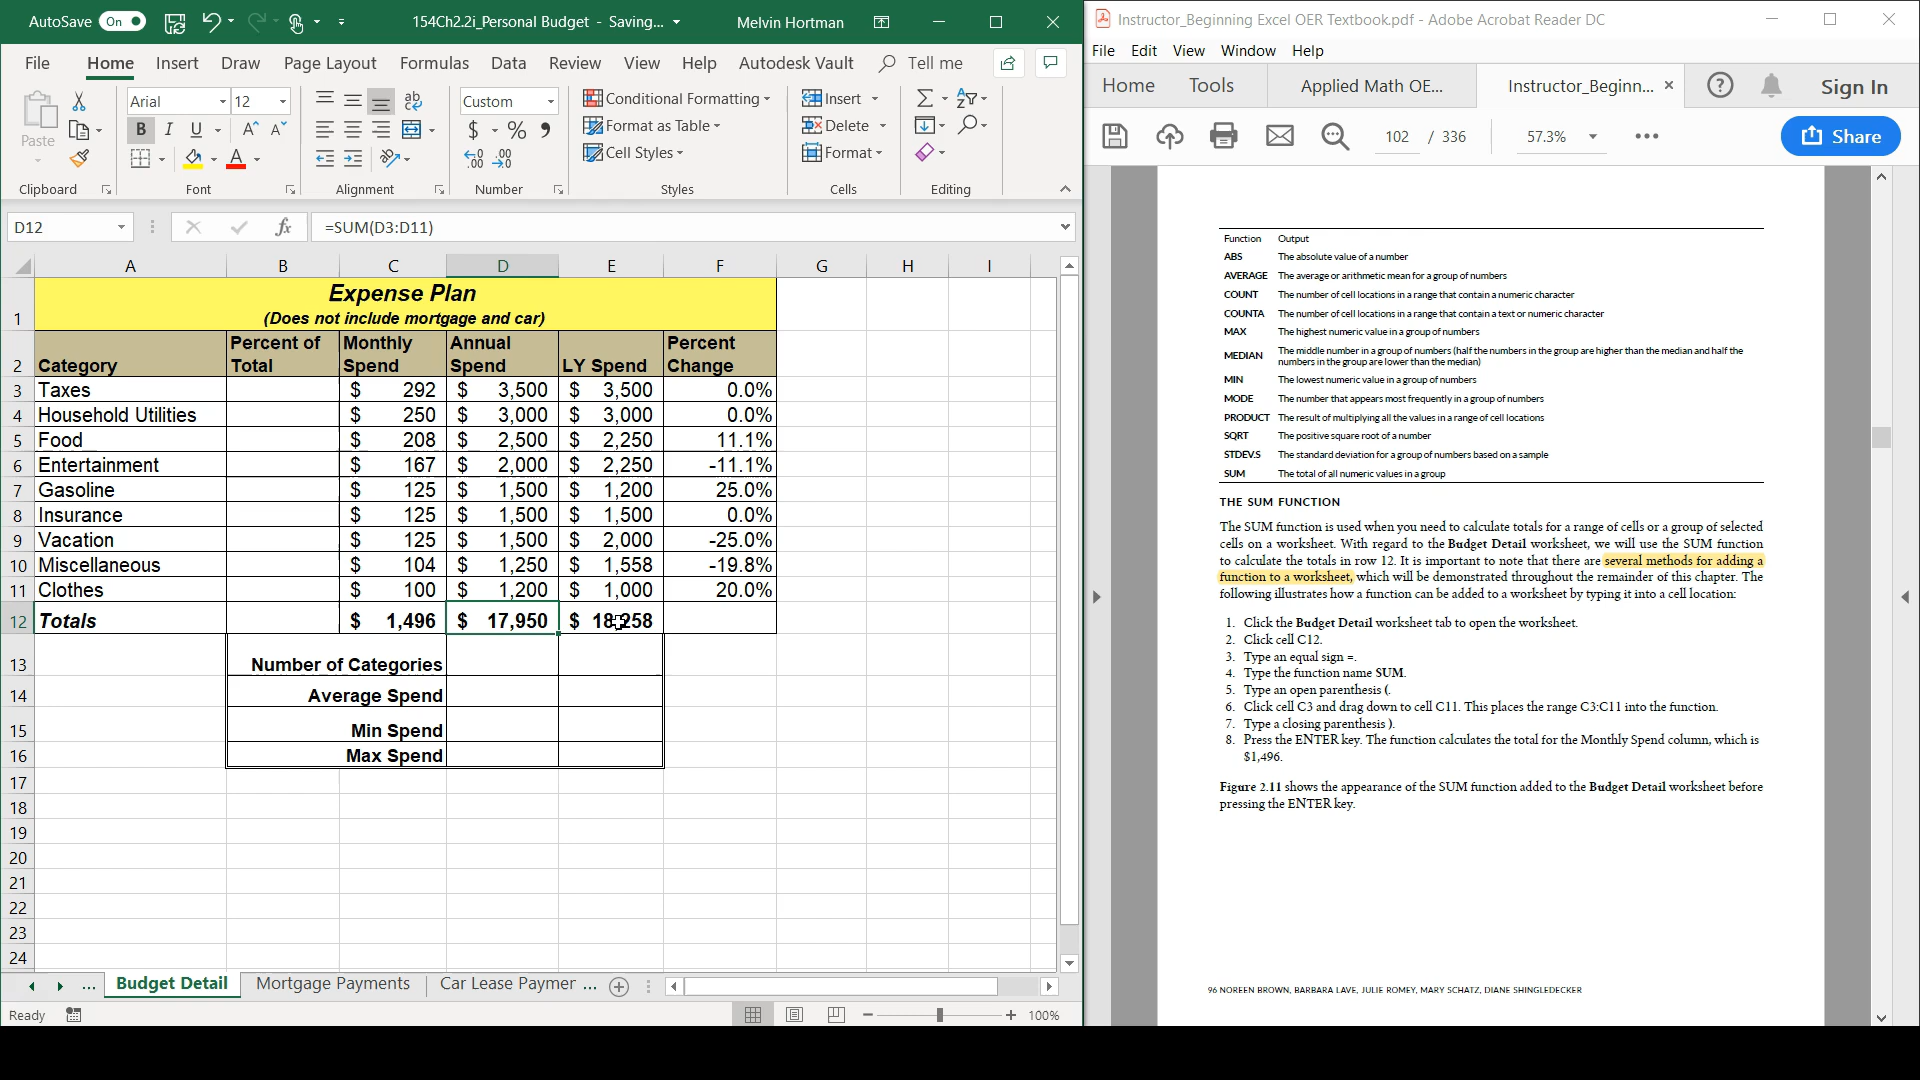 AutoSave On 154Ch2.2i_Personal Budget - Saving... Melvin Hortman
File Home Insert Draw Page Layout Formulas Data Review View Help Autodesk Vault Tell me
Paste
Arial 12
B I U A A
A
Custom
$ % ,
Conditional Formatting
Format as Table
Cell Styles
Insert
Delete
Format
Clipboard Font Alignment Number Styles Cells Editing
D12 fx =SUM(D3:D11)
A B C D E F G H I
1 Expense Plan
(Does not include mortgage and car)
2 Category Percent of Total Monthly Spend Annual Spend LY Spend Percent Change
3 Taxes $ 292 $ 3,500 $ 3,500 0.0%
4 Household Utilities $ 250 $ 3,000 $ 3,000 0.0%
5 Food $ 208 $ 2,500 $ 2,250 11.1%
6 Entertainment $ 167 $ 2,000 $ 2,250 -11.1%
7 Gasoline $ 125 $ 1,500 $ 1,200 25.0%
8 Insurance $ 125 $ 1,500 $ 1,500 0.0%
9 Vacation $ 125 $ 1,500 $ 2,000 -25.0%
10 Miscellaneous $ 104 $ 1,250 $ 1,558 -19.8%
11 Clothes $ 100 $ 1,200 $ 1,000 20.0%
12 Totals $ 1,496 $ 17,950 $ 18,258
13 Number of Categories
14 Average Spend
15 Min Spend
16 Max Spend
17
18
19
20
21
22
23
24
... Budget Detail Mortgage Payments Car Lease Paymer ...
Ready 100%
Instructor_Beginning Excel OER Textbook.pdf - Adobe Acrobat Reader DC
File Edit View Window Help
Home Tools Applied Math OE... Instructor_Beginn... × Sign In
102 / 336 57.3% Share
Function Output
ABS The absolute value of a number
AVERAGE The average or arithmetic mean for a group of numbers
COUNT The number of cell locations in a range that contain a numeric character
COUNTA The number of cell locations in a range that contain a text or numeric character
MAX The highest numeric value in a group of numbers
MEDIAN The middle number in a group of numbers (half the numbers in the group are higher than the median and half the
numbers in the group are lower than the median)
MIN The lowest numeric value in a group of numbers
MODE The number that appears most frequently in a group of numbers
PRODUCT The result of multiplying all the values in a range of cell locations
SQRT The positive square root of a number
STDEV.S The standard deviation for a group of numbers based on a sample
SUM The total of all numeric values in a group
THE SUM FUNCTION
The SUM function is used when you need to calculate totals for a range of cells or a group of selected
cells on a worksheet. With regard to the Budget Detail worksheet, we will use the SUM function
to calculate the totals in row 12. It is important to note that there are several methods for adding a
function to a worksheet, which will be demonstrated throughout the remainder of this chapter. The
following illustrates how a function can be added to a worksheet by typing it into a cell location:
1. Click the Budget Detail worksheet tab to open the worksheet.
2. Click cell C12.
3. Type an equal sign =.
4. Type the function name SUM.
5. Type an open parenthesis (.
6. Click cell C3 and drag down to cell C11. This places the range C3:C11 into the function.
7. Type a closing parenthesis ).
8. Press the ENTER key. The function calculates the total for the Monthly Spend column, which is
$1,496.
Figure 2.11 shows the appearance of the SUM function added to the Budget Detail worksheet before
pressing the ENTER key.
96 NOREEN BROWN, BARBARA LAVE, JULIE ROMEY, MARY SCHATZ, DIANE SHINGLEDECKER